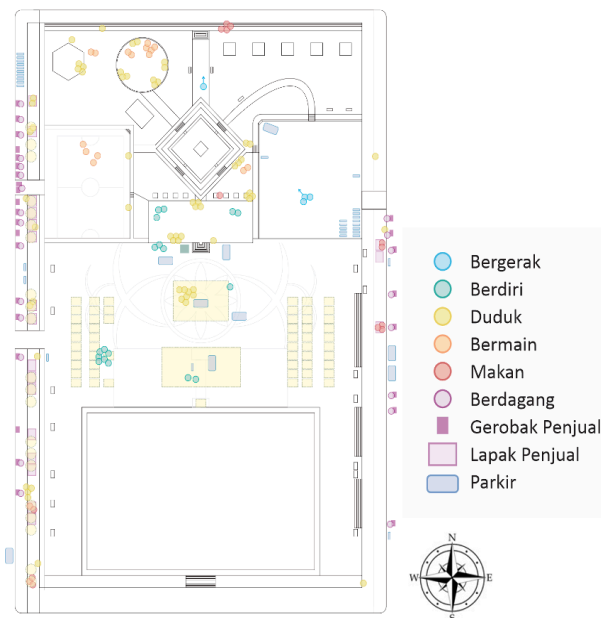 Bergerak
Berdiri
Duduk
Bermain
Makan
Berdagang
Gerobak Penjual
Lapak Penjual
Parkir
N
W
E
S